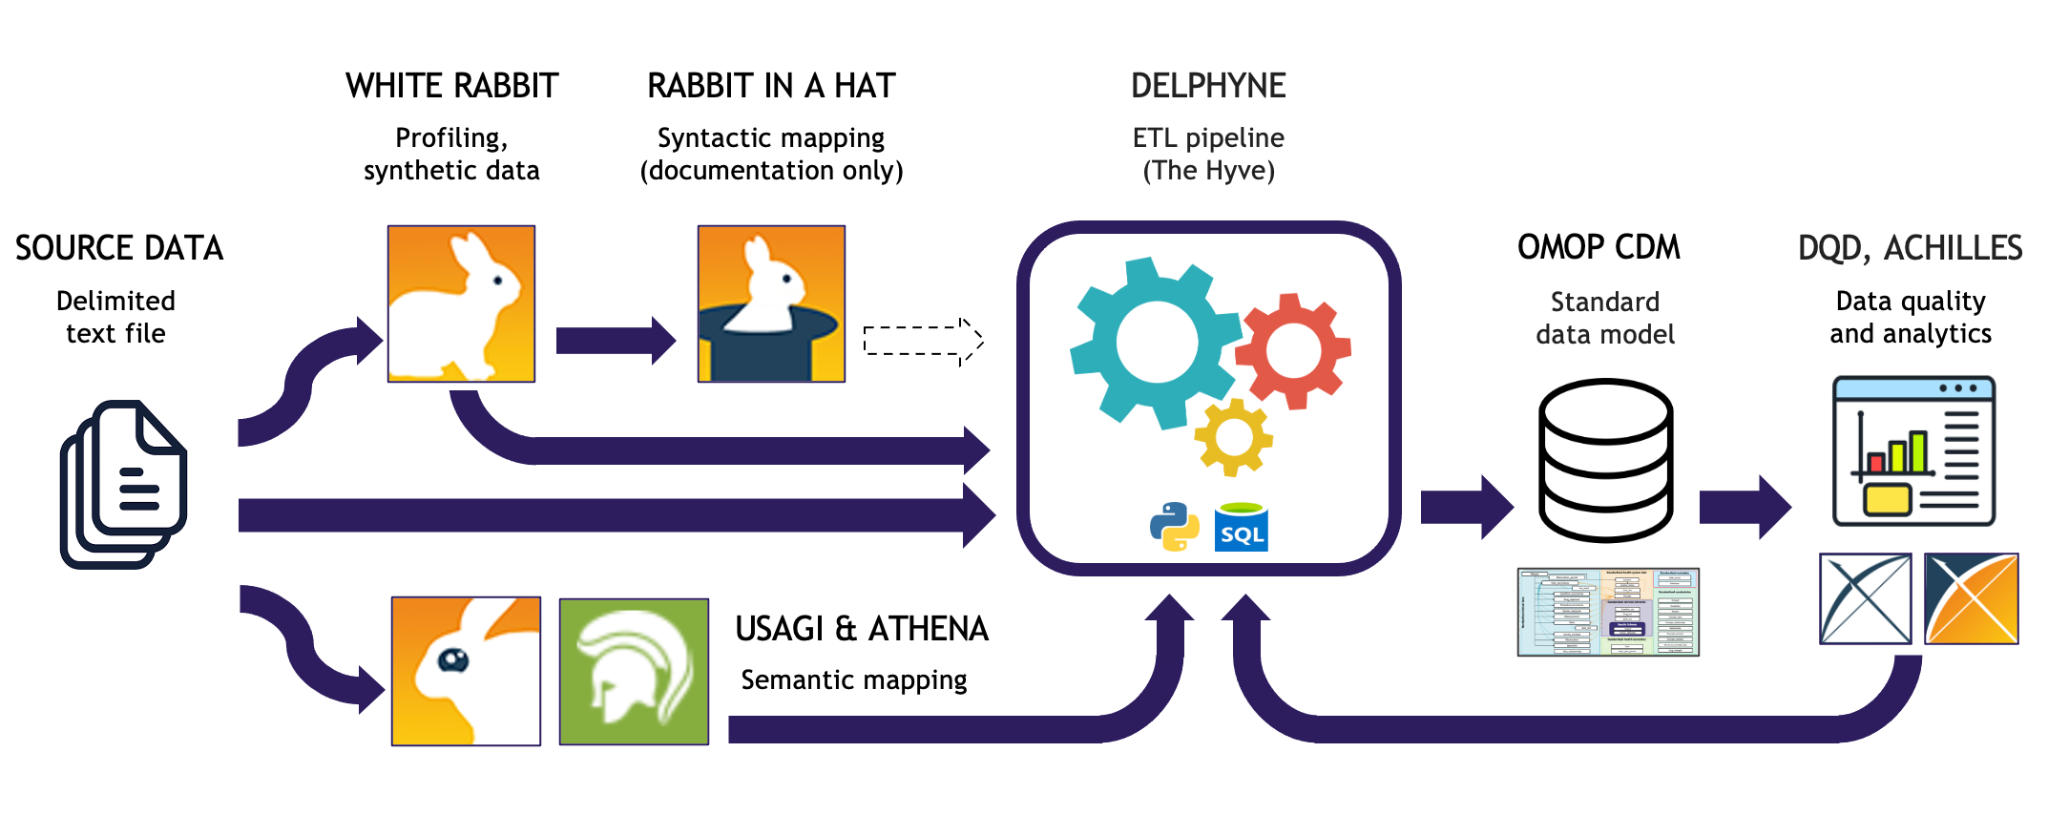 WHITE RABBIT
Profiling,
synthetic data
RABBIT IN A HAT
Syntactic mapping
(documentation only)
DELPHYNE
ETL pipeline
(The Hyve)
SOURCE DATA
Delimited
text file
OMOP CDM
Standard
data model
DQD, ACHILLES
Data quality
and analytics
SQL
USAGI & ATHENA
Semantic mapping